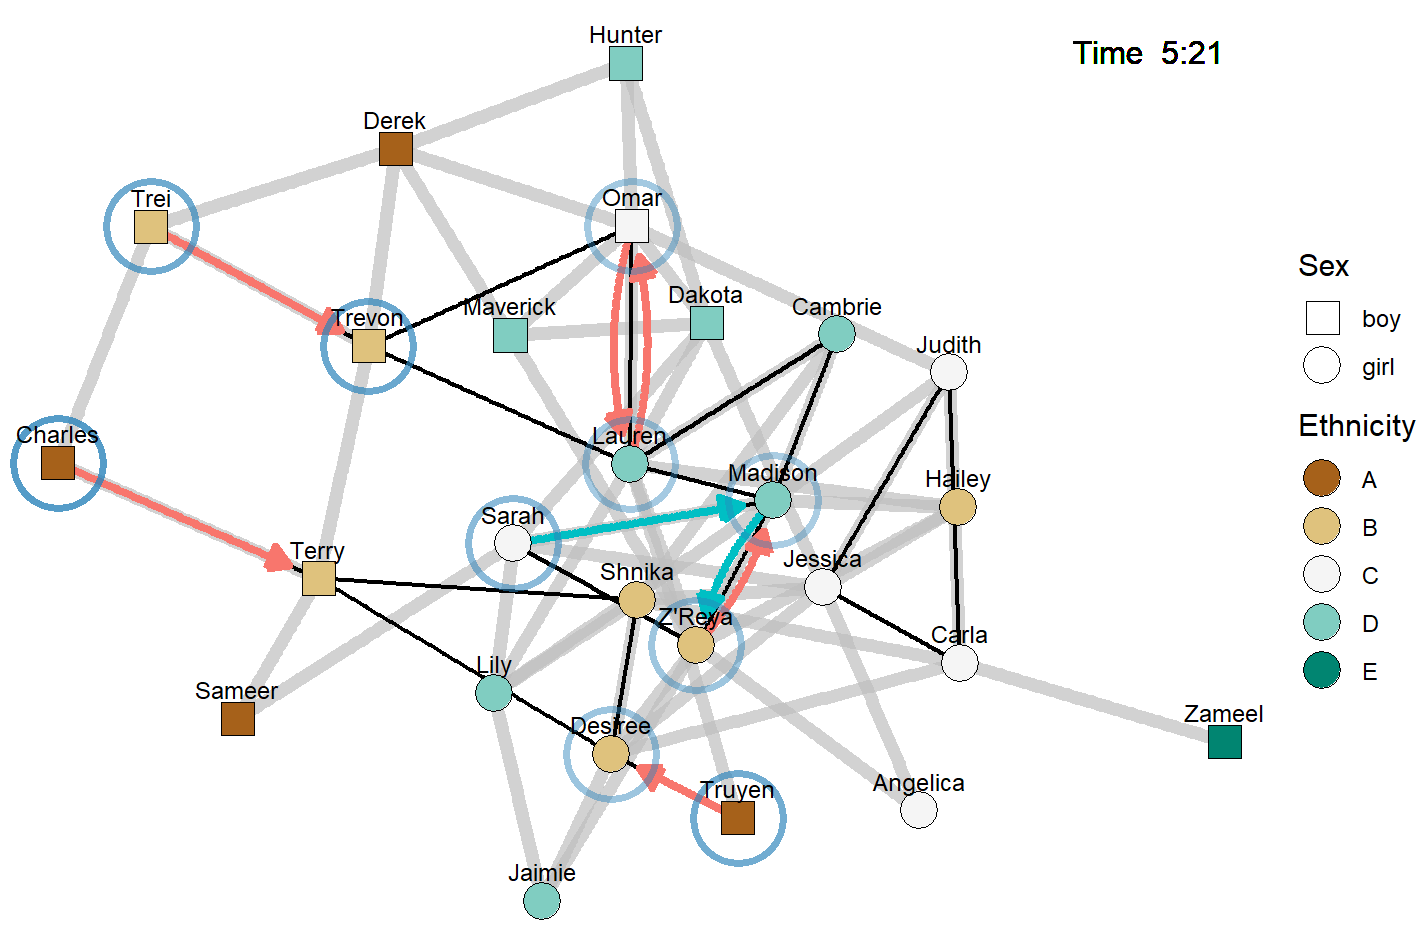 Hunter
Time 5:21
Derek
Trei
Omar
Maverick
Dakota
Cambrie
Trevon
Judith
Charles
Lauren
Madison
Hailey
Sarah
Terry
Shnika
Jessica
Z'Reya
Carla
Lily
Sameer
Desiree
Zameel
Truyen
Angelica
Jaimie
Sex
boy
girl
Ethnicity
A
B
C
D
E